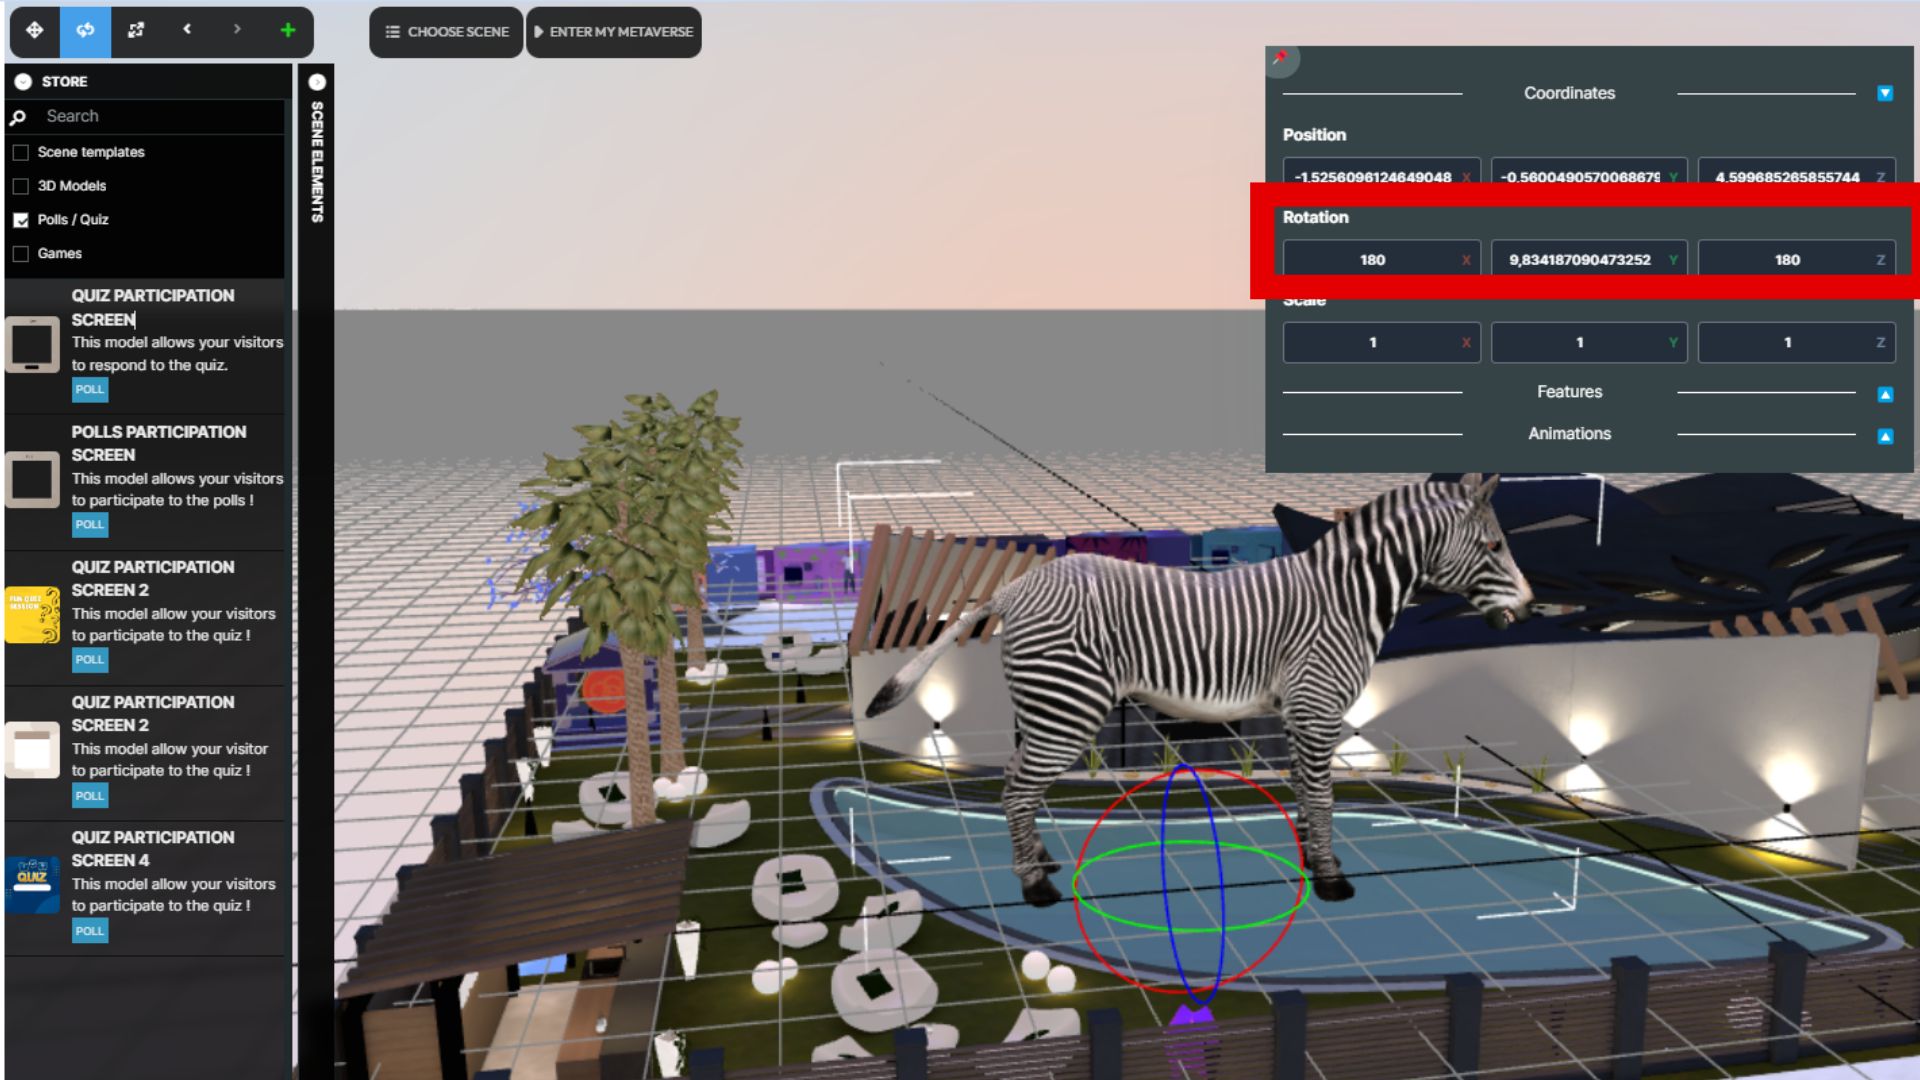 CHOOSE SCENE
ENTER MY METAVERSE
STORE
Search
Scene templates
3D Models
Polls / Quiz
Games
QUIZ PARTICIPATION
SCREEN
This model allows your visitors
to respond to the quiz.
POLL
POLLS PARTICIPATION
SCREEN
This model allows your visitors
to participate to the polls !
POLL
QUIZ PARTICIPATION
SCREEN 2
This model allow your visitors
to participate to the quiz !
POLL
QUIZ PARTICIPATION
SCREEN 2
This model allow your visitor
to participate to the quiz !
POLL
QUIZ PARTICIPATION
SCREEN 4
This model allow your visitors
to participate to the quiz !
POLL
QUIZ
SCENE ELEMENTS
Coordinates
Position
-1,5256096124649048 X -0,5600490570068679 Y 4,599685265855744 Z
Rotation
180 X 9,834187090473252 Y 180 Z
Scale
1 X 1 Y 1 Z
Features
Animations